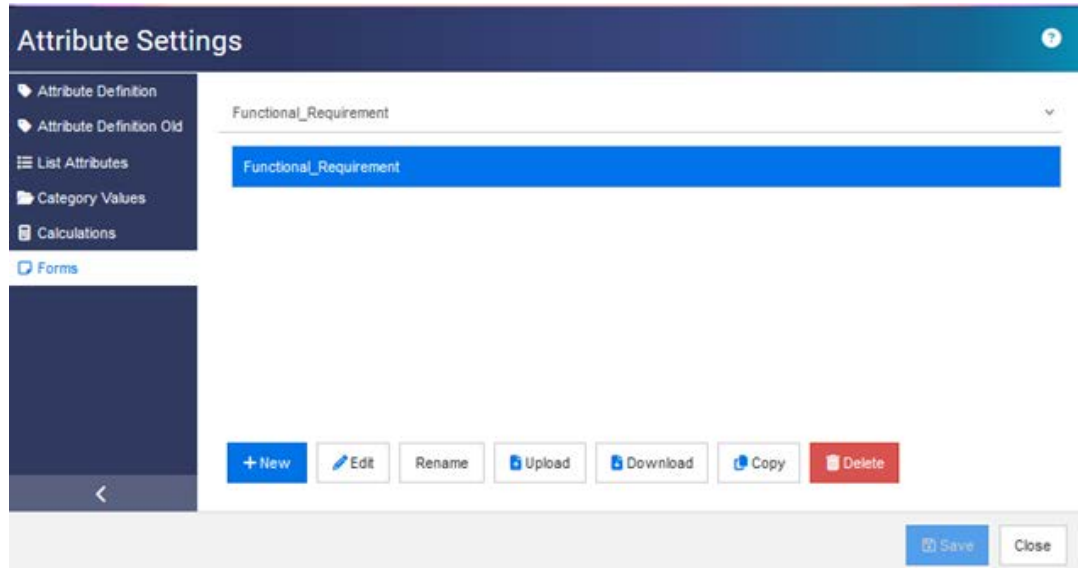 Attribute Settings
?
Attribute Definition
Attribute Definition Old
List Attributes
Category Values
Calculations
Forms
Functional_Requirement
Functional_Requirement
+ New Edit Rename Upload Download Copy Delete
Save Close